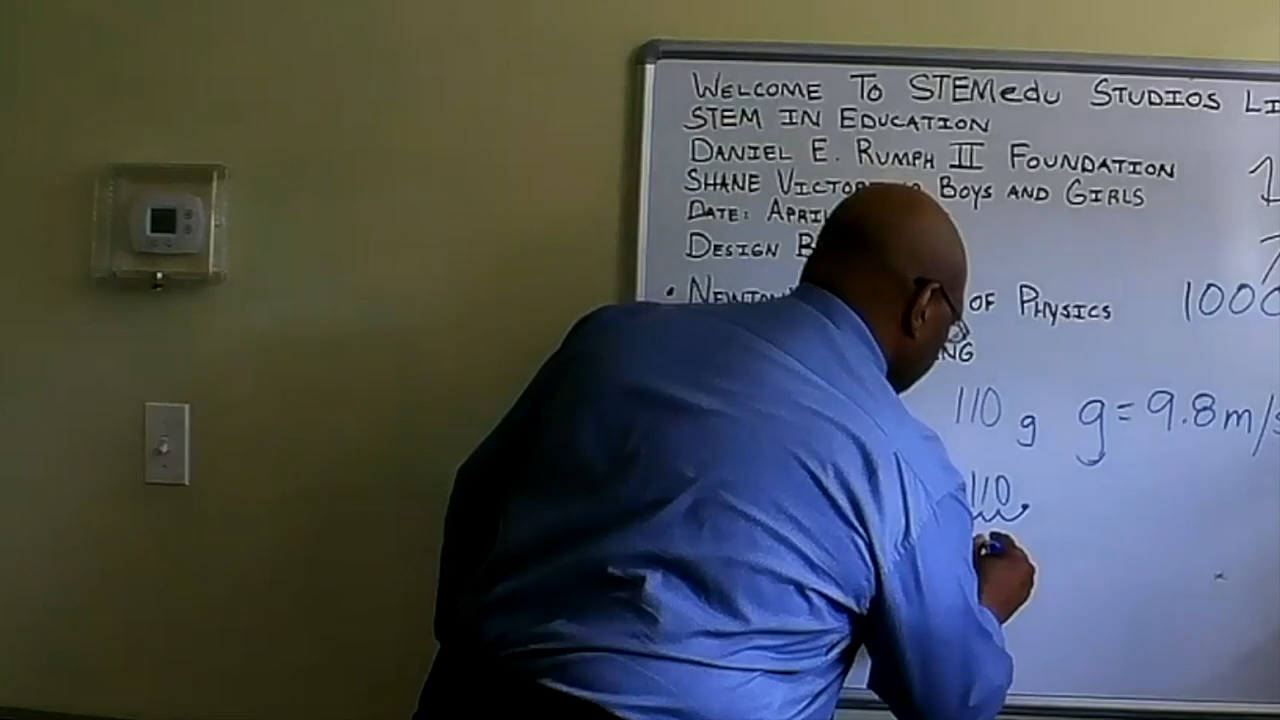 WELCOME TO STEMedu STUDIOS LI
STEM IN EDUCATION
DANIEL E. RUMPH II FOUNDATION
SHANE BOYS AND GIRLS
DATE: APRIL
DESIGN
• NEWTON OF PHYSICS 1000
NG
110 g g = 9.8 m/s
110